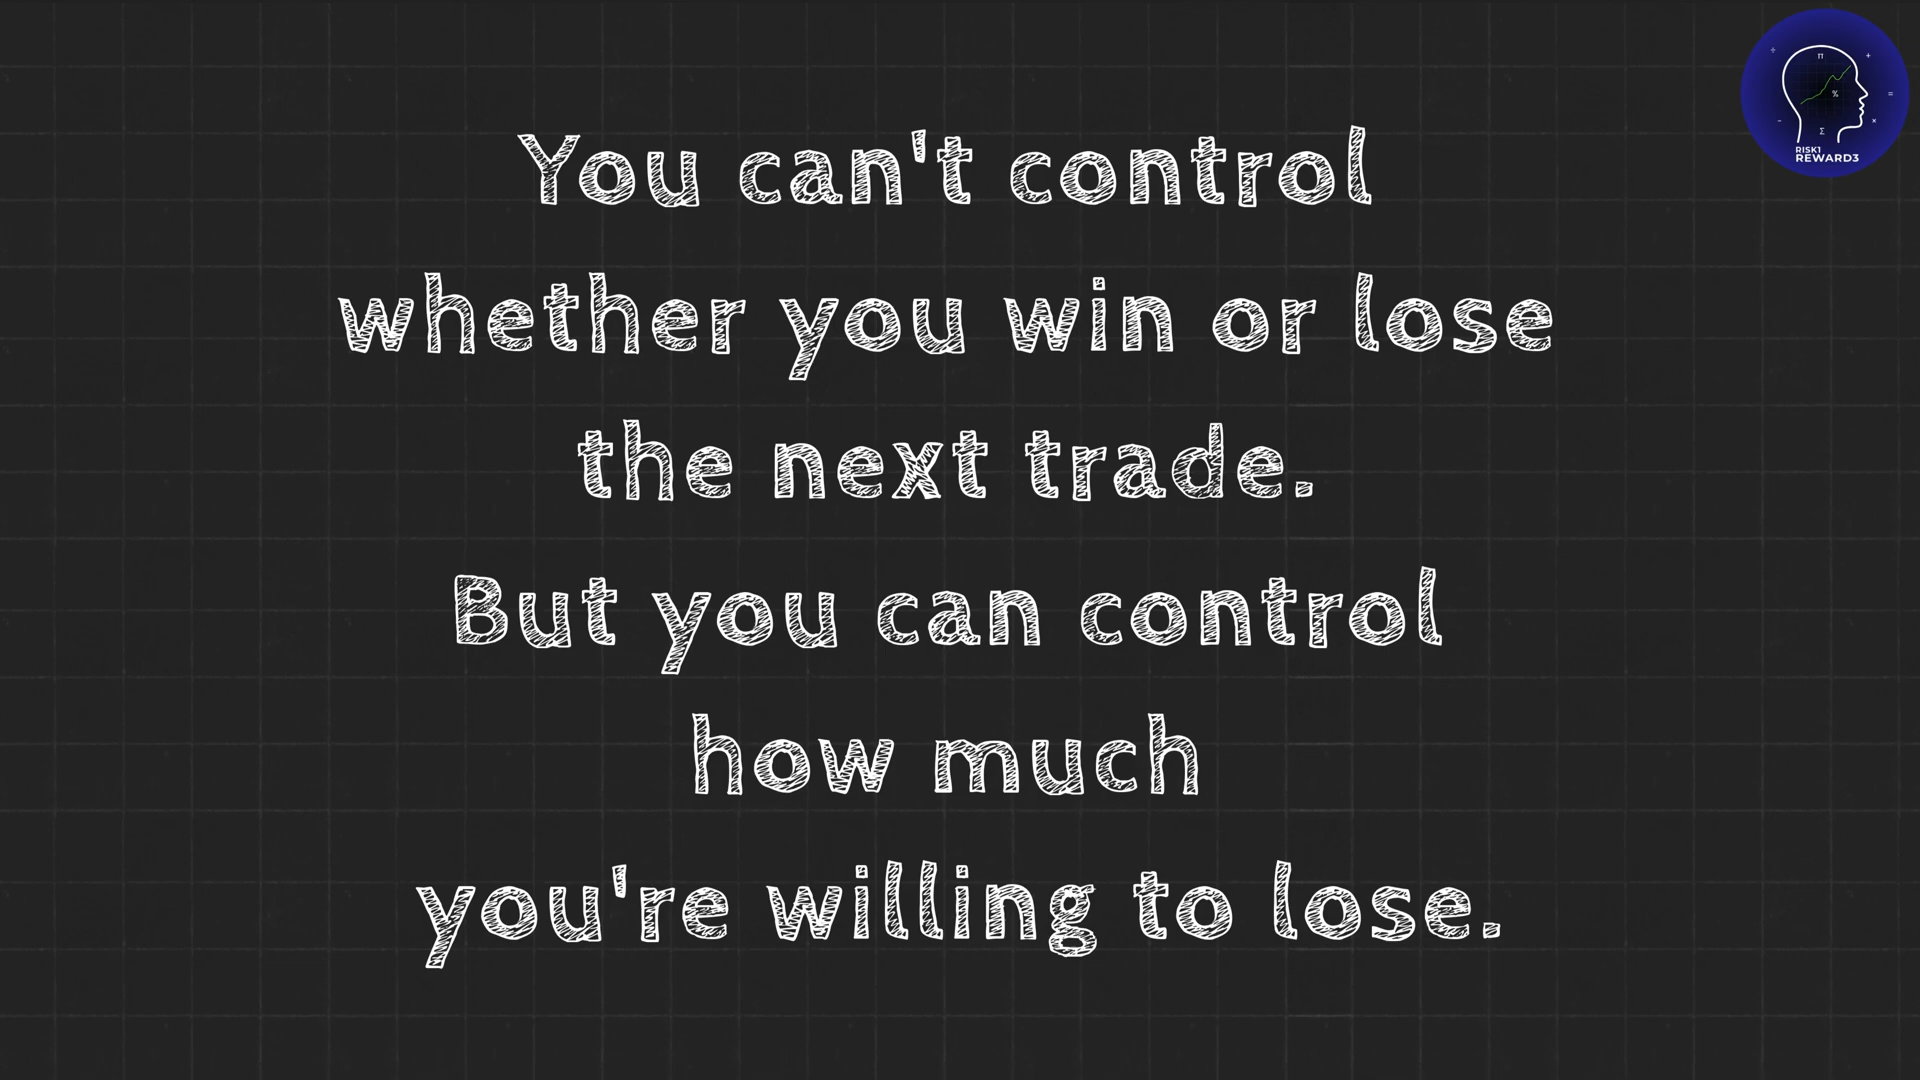 You can't control
whether you win or lose
the next trade.
But you can control
how much
you're willing to lose.
π
÷
+
%
=
-
×
Σ
RISK1
REWARD3